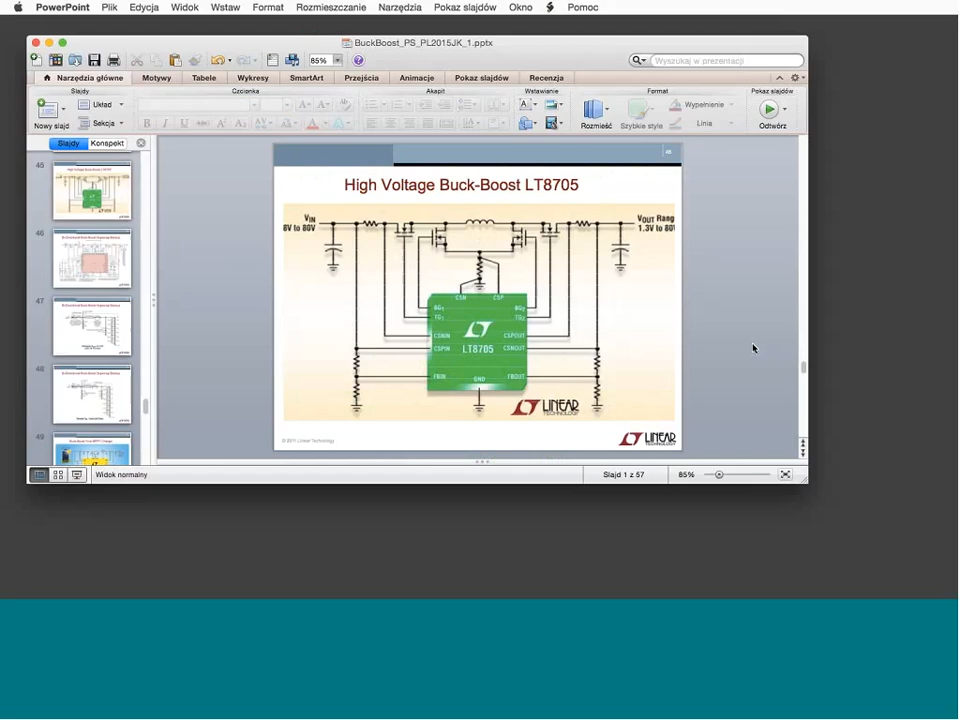 PowerPoint Plik Edycja Widok Wstaw Format Rozmieszczanie Narzędzia Pokaz slajdów Okno Pomoc
BuckBoost_PS_PL2015JK_1.pptx
85% Wyszukaj w prezentacji
Narzędzia główne Motywy Tabele Wykresy SmartArt Przejścia Animacje Pokaz slajdów Recenzja
Slajdy Czcionka Akapit Wstawianie Format Pokaz slajdów
Nowy slajd Układ Sekcja Rozmieść Szybkie style Wypełnienie Linia Odtwórz
Slajdy Konspekt
45
46
47
48
49
High Voltage Buck-Boost LT8705
VIN
8V to 80V
VOUT Rang
1.3V to 80V
CSN CSP
BG1 BG2
TG1 TG2
CSNIN CSPOUT
CSPIN LT8705 CSNOUT
FBIN GND FBOUT
LINEAR
TECHNOLOGY
© 2011 Linear Technology
LINEAR
TECHNOLOGY
Widok normalny Slajd 1 z 57 85%